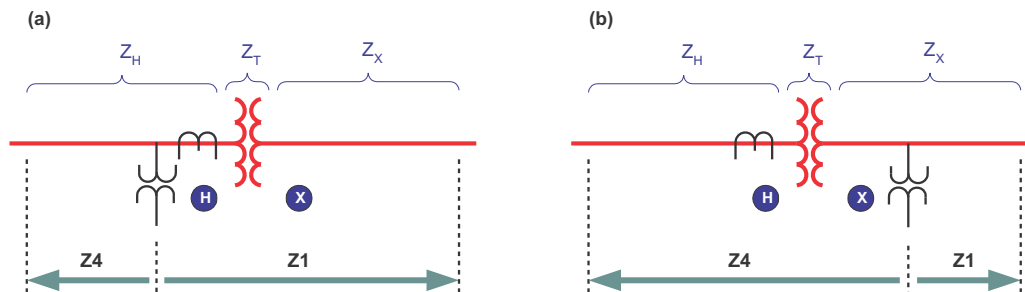 (a)
Z_H Z_T Z_X
H X
Z4 Z1
(b)
Z_H Z_T Z_X
H X
Z4 Z1